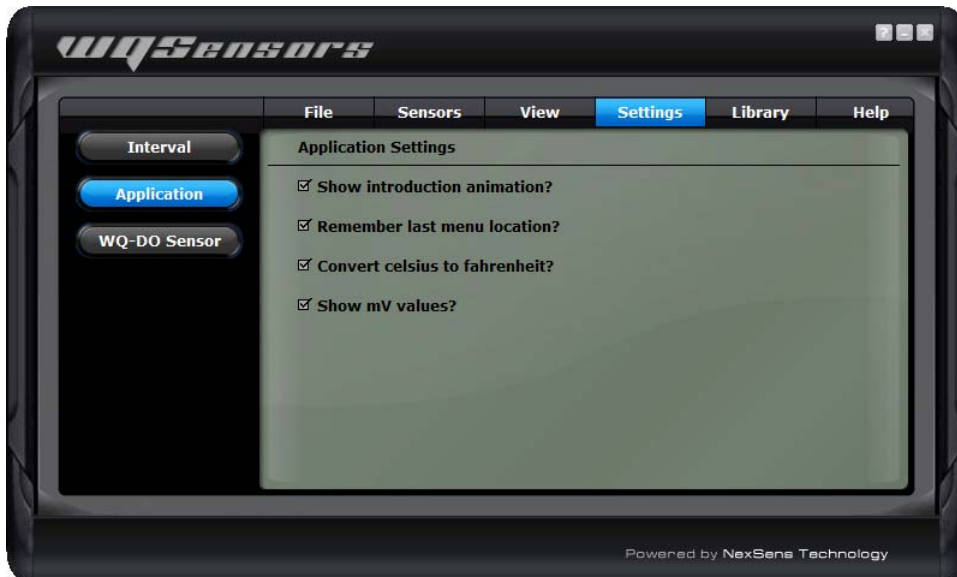 WQSensors
? - x
File Sensors View Settings Library Help
Interval
Application
WQ-DO Sensor
Application Settings
Show introduction animation?
Remember last menu location?
Convert celsius to fahrenheit?
Show mV values?
Powered by NexSens Technology